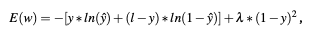 E(w) = −[y∗ln(ŷ) + (l − y) ∗ ln(1 − ŷ)] + λ ∗ (1 − y)²,